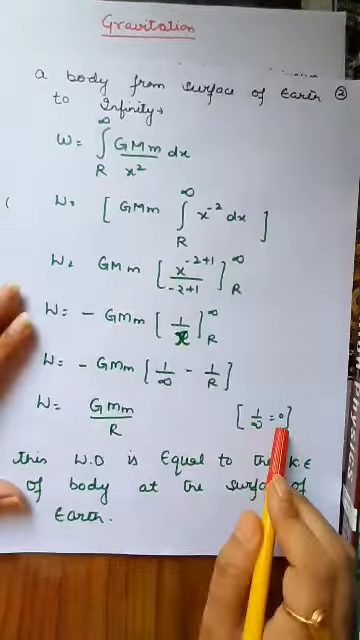 Gravitation
a body from surface of Earth ②
to Infinity→
W= ∫_R^∞ GMm/x² dx
W= [ GMm ∫_R^∞ x⁻² dx ]
W= GMm [ x^(-2+1)/(-2+1) ]_R^∞
W= - GMm [ 1/x ]_R^∞
W= - GMm [ 1/∞ - 1/R ]
W= GMm/R [ 1/∞ =0 ]
this W.D is Equal to the K.E
of body at the surface of
Earth.